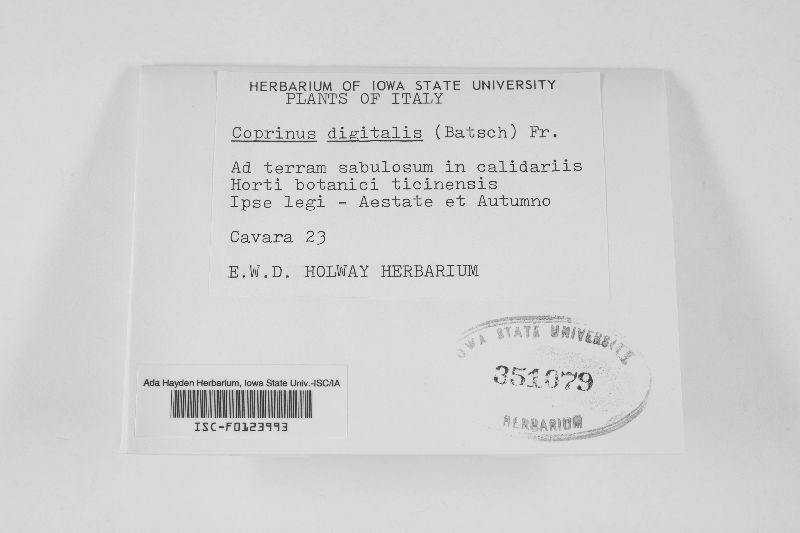 HERBARIUM OF IOWA STATE UNIVERSITY
PLANTS OF ITALY
Coprinus digitalis (Batsch) Fr.
Ad terram sabulosum in calidariis
Horti botanici ticinensis
Ipse legi - Aestate et Autumno
Cavara 23
E.W.D. HOLWAY HERBARIUM
IOWA STATE UNIVERSITY
351079
HERBARIUM
Ada Hayden Herbarium, Iowa State Univ.-ISC/IA
ISC-F0123993